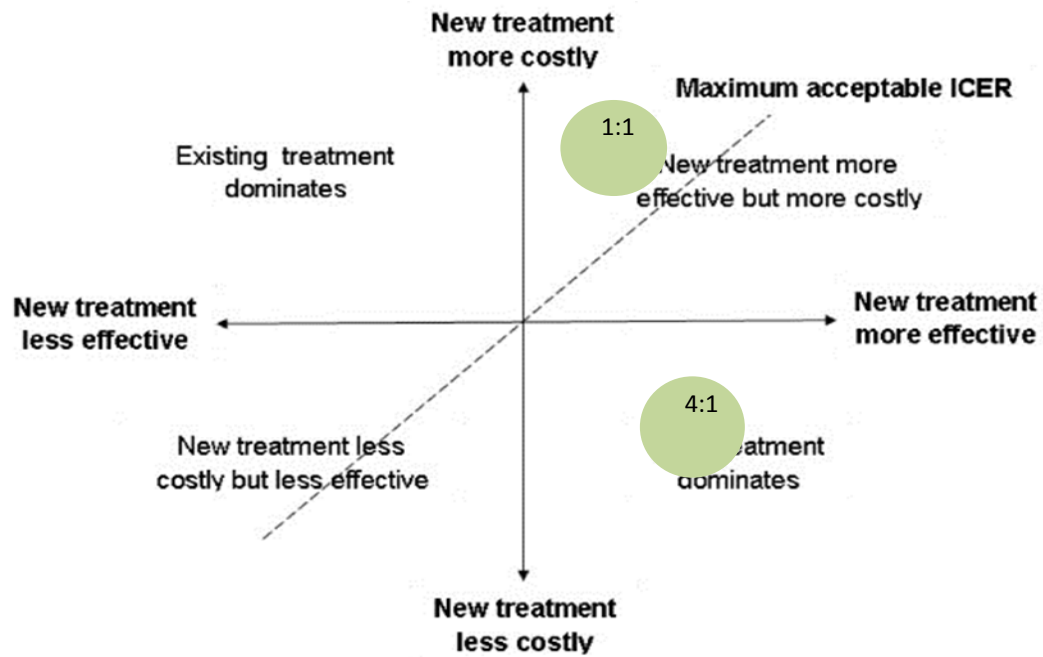 New treatment
more costly
Maximum acceptable ICER
1:1
Existing treatment
dominates
New treatment more
effective but more costly
New treatment
less effective
New treatment
more effective
4:1
New treatment less
costly but less effective
dominates
New treatment
less costly